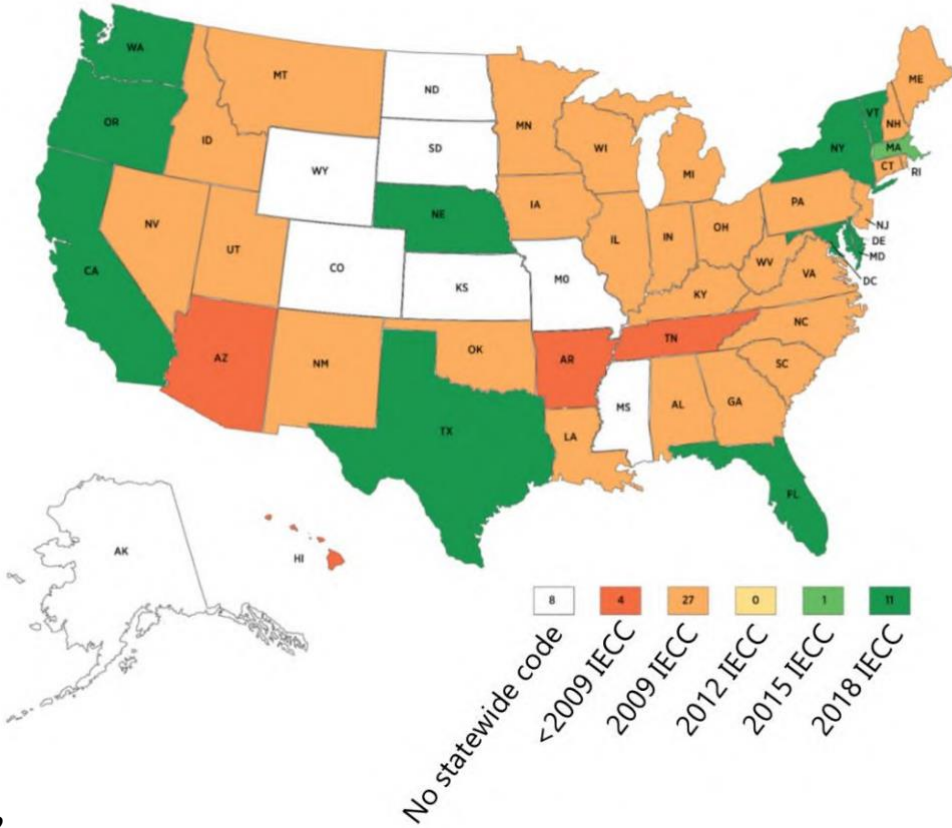 WA
MT
ND
ME
OR
MN
VT
ID
SD
WI
NY
NH
MA
WY
MI
CT
RI
NE
IA
PA
NV
UT
IL
IN
OH
NJ
CO
KS
MO
WV
VA
DE
MD
DC
CA
KY
NC
AZ
NM
OK
AR
TN
SC
MS
AL
GA
TX
LA
FL
AK
HI
8
4
27
0
1
11
No statewide code
<2009 IECC
2009 IECC
2012 IECC
2015 IECC
2018 IECC